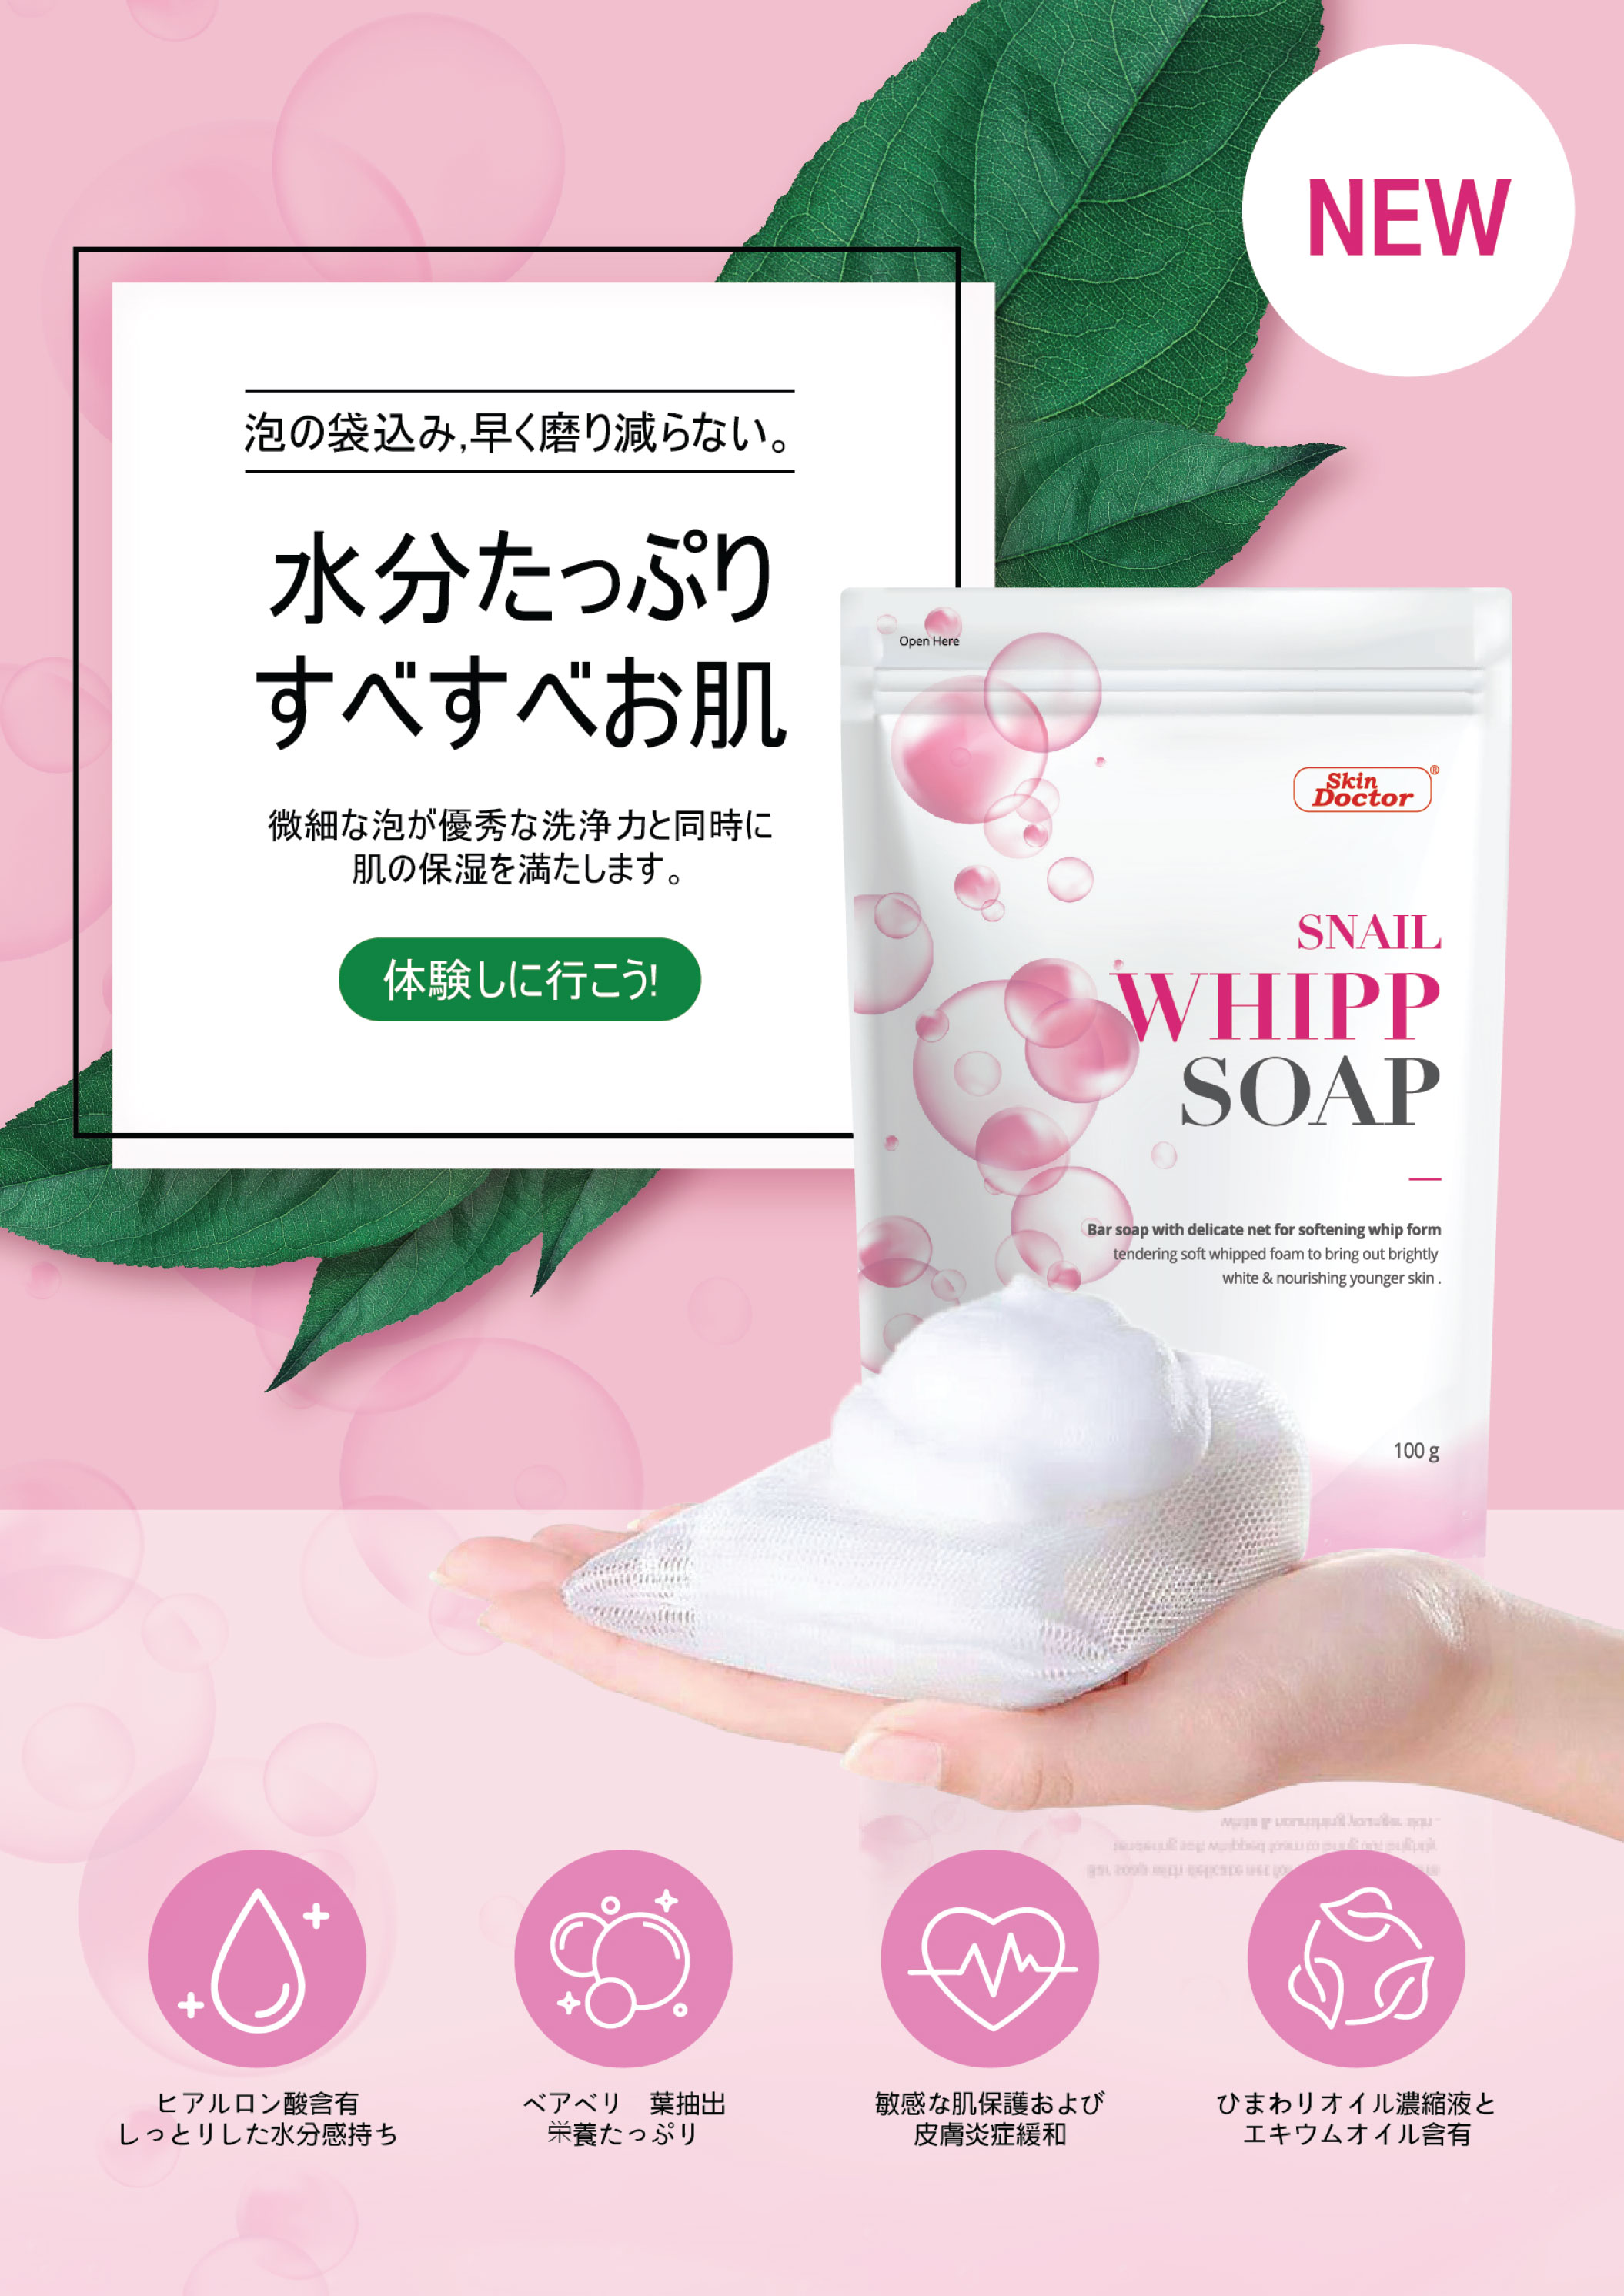 NEW
泡の袋込み,早く磨り減らない。
水分たっぷり
すべすべお肌
微細な泡が優秀な洗浄力と同時に
肌の保湿を満たします。
体験しに行こう!
Open Here
Skin
Doctor®
SNAIL
WHIPP
SOAP
Bar soap with delicate net for softening whip form
tendering soft whipped foam to bring out brightly
white & nourishing younger skin .
100 g
ヒアルロン酸含有
しっとりした水分感持ち
ベアベリ　葉抽出
栄養たっぷり
敏感な肌保護および
皮膚炎症緩和
ひまわりオイル濃縮液と
エキウムオイル含有